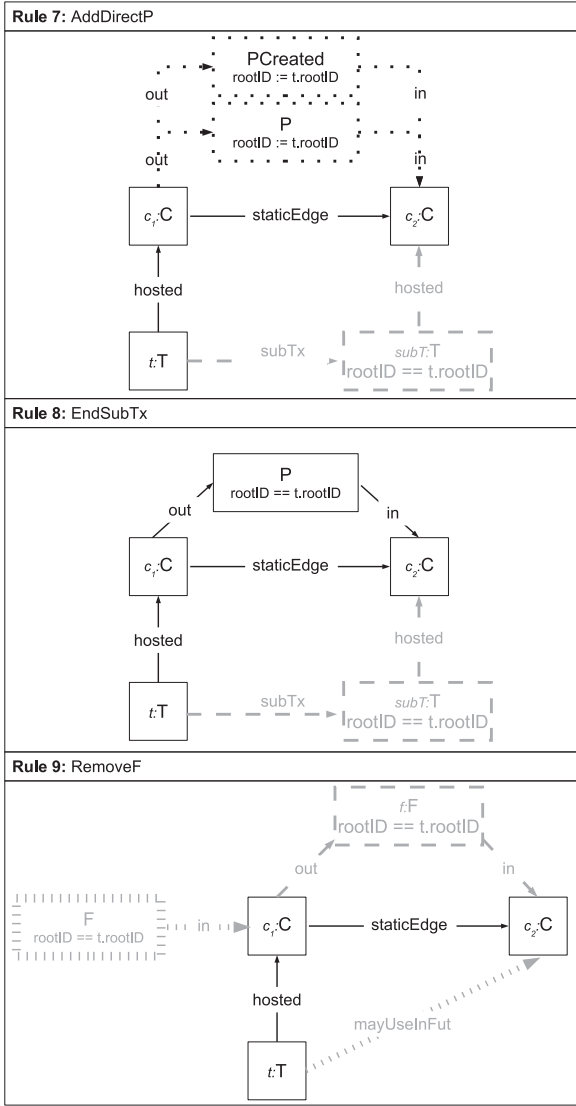 Rule 7: AddDirectP
PCreated
rootID := t.rootID
out
in
P
rootID := t.rootID
out
in
c1:C
staticEdge
c2:C
hosted
hosted
t:T
subTx
subT:T
rootID == t.rootID
Rule 8: EndSubTx
P
rootID == t.rootID
out
in
c1:C
staticEdge
c2:C
hosted
hosted
t:T
subTx
subT:T
rootID == t.rootID
Rule 9: RemoveF
f:F
rootID == t.rootID
out
in
F
rootID == t.rootID
in
c1:C
staticEdge
c2:C
hosted
mayUseInFut
t:T